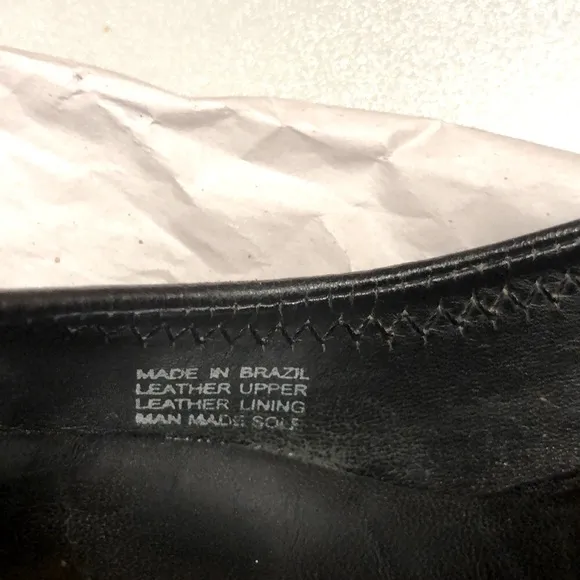 MADE IN BRAZIL
LEATHER UPPER
LEATHER LINING
MAN MADE SOLE